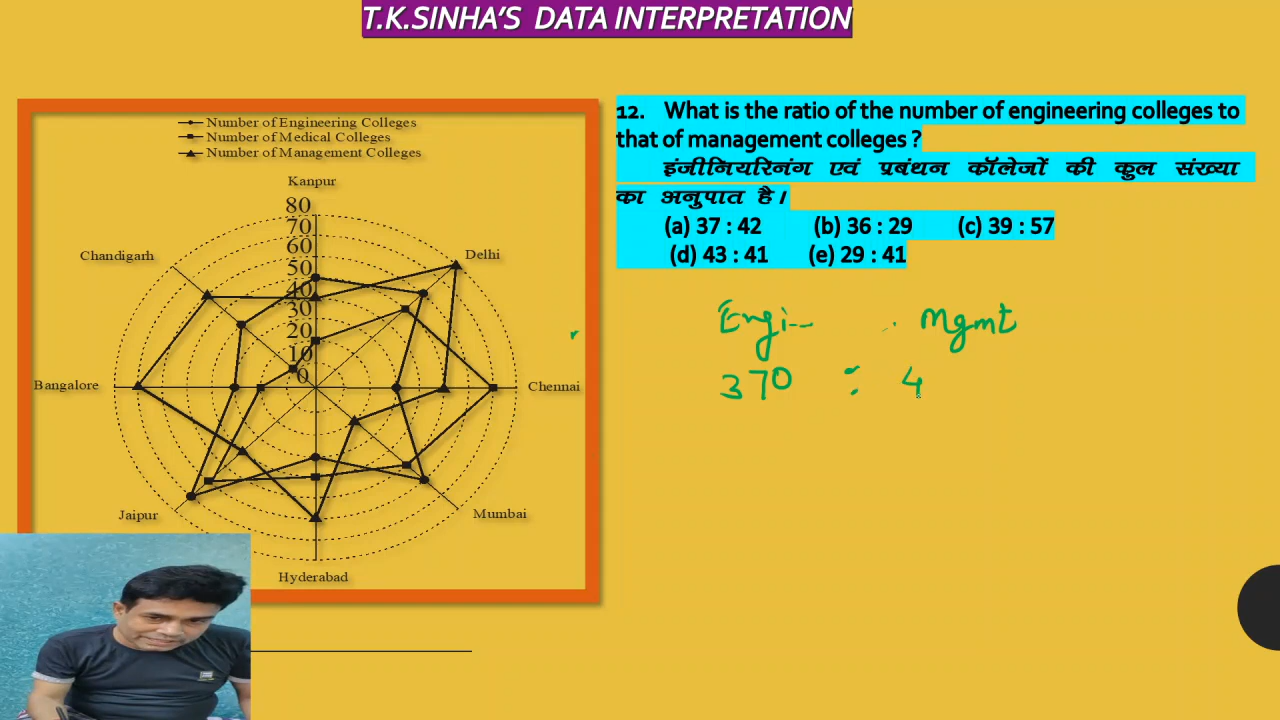 T.K.SINHA'S DATA INTERPRETATION
Number of Engineering Colleges
Number of Medical Colleges
Number of Management Colleges
Kanpur
80
70
60
50
40
30
20
10
0
Delhi
Chennai
Mumbai
Hyderabad
Jaipur
Bangalore
Chandigarh
12. What is the ratio of the number of engineering colleges to
that of management colleges ?
इंजीनियरिनंग एवं प्रबंधन कॉलेजों की कुल संख्या
का अनुपात है।
(a) 37 : 42 (b) 36 : 29 (c) 39 : 57
(d) 43 : 41 (e) 29 : 41
Engi-- Mgmt
370 : 4